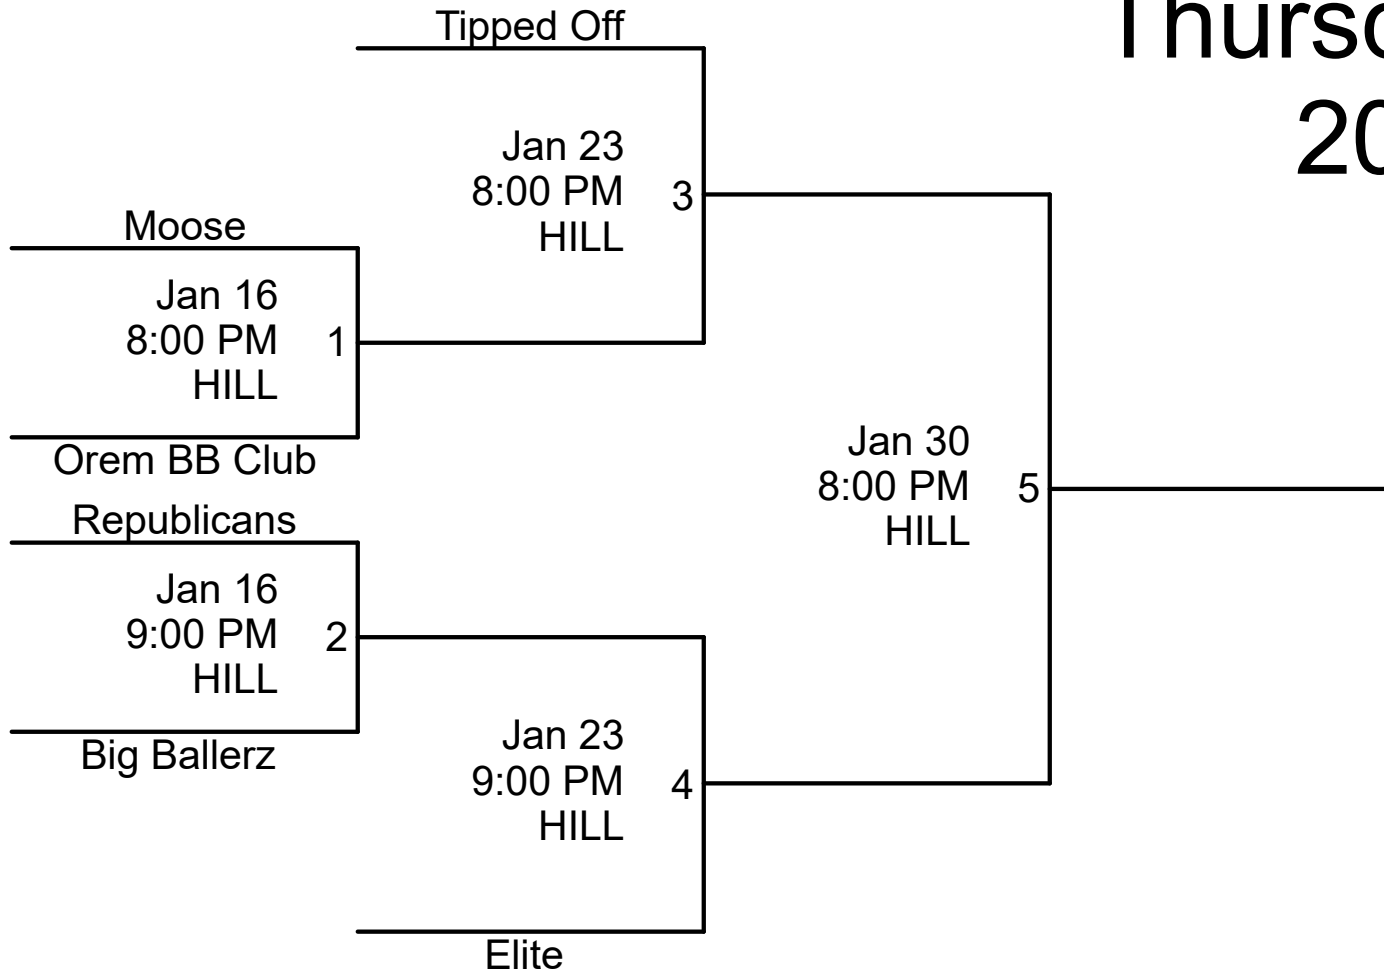 Tipped Off
Jan 23
8:00 PM
HILL
3
Moose
Jan 16
8:00 PM
HILL
1
Orem BB Club
Republicans
Jan 16
9:00 PM
HILL
2
Big Ballerz
Jan 23
9:00 PM
HILL
4
Elite
Jan 30
8:00 PM
HILL
5